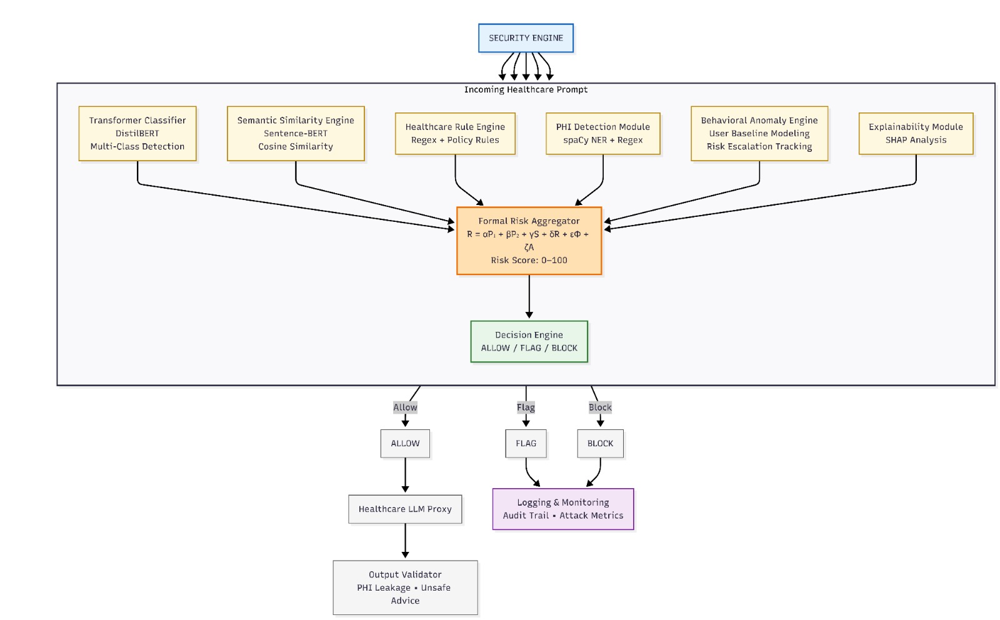 SECURITY ENGINE
Incoming Healthcare Prompt
Transformer Classifier
DistilBERT
Multi-Class Detection
Semantic Similarity Engine
Sentence-BERT
Cosine Similarity
Healthcare Rule Engine
Regex + Policy Rules
PHI Detection Module
spaCy NER + Regex
Behavioral Anomaly Engine
User Baseline Modeling
Risk Escalation Tracking
Explainability Module
SHAP Analysis
Formal Risk Aggregator
R = αP₁ + βP₂ + γS + δR + εΦ +
ζA
Risk Score: 0–100
Decision Engine
ALLOW / FLAG / BLOCK
Allow
Flag
Block
ALLOW
FLAG
BLOCK
Healthcare LLM Proxy
Logging & Monitoring
Audit Trail • Attack Metrics
Output Validator
PHI Leakage • Unsafe
Advice